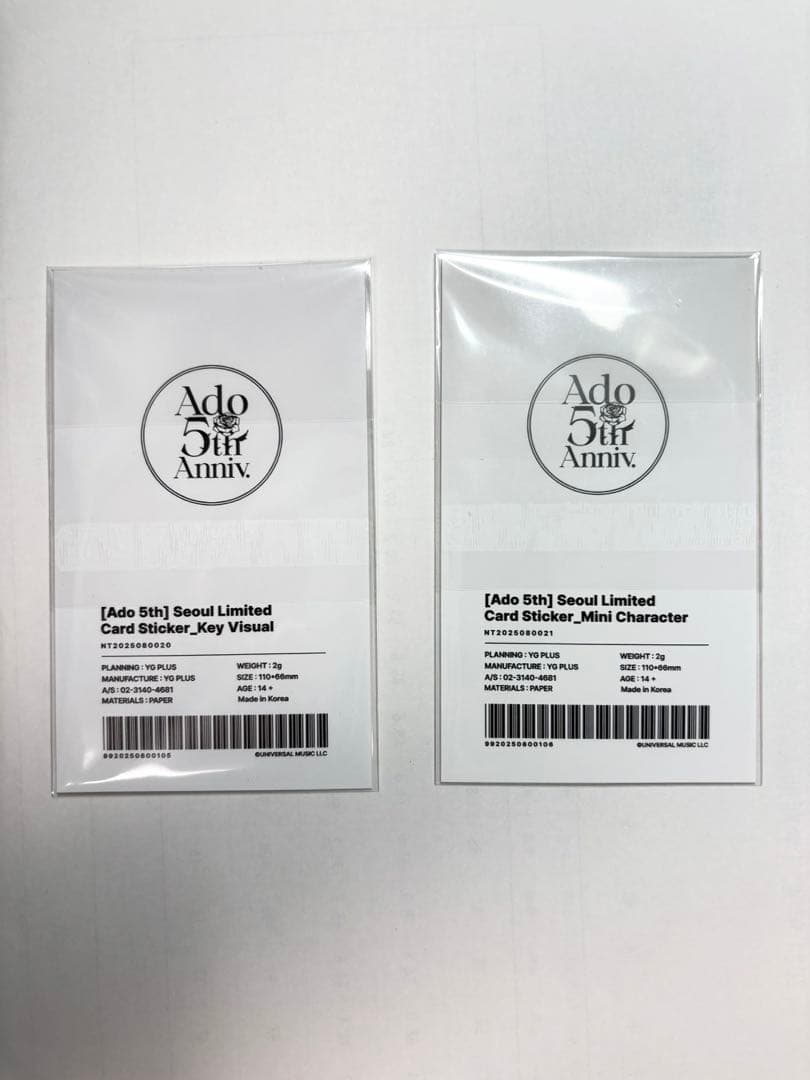 Ado
5th
Anniv.
[Ado 5th] Seoul Limited
Card Sticker_Key Visual
NT2025080020
PLANNING : YG PLUS
MANUFACTURE : YG PLUS
A/S : 02-3140-4681
MATERIALS : PAPER
WEIGHT : 2g
SIZE : 110*66mm
AGE : 14 +
Made in Korea
9920250800105
©UNIVERSAL MUSIC LLC
Ado
5th
Anniv.
[Ado 5th] Seoul Limited
Card Sticker_Mini Character
NT2025080021
PLANNING : YG PLUS
MANUFACTURE : YG PLUS
A/S : 02-3140-4681
MATERIALS : PAPER
WEIGHT : 2g
SIZE : 110*66mm
AGE : 14 +
Made in Korea
9920250800106
©UNIVERSAL MUSIC LLC